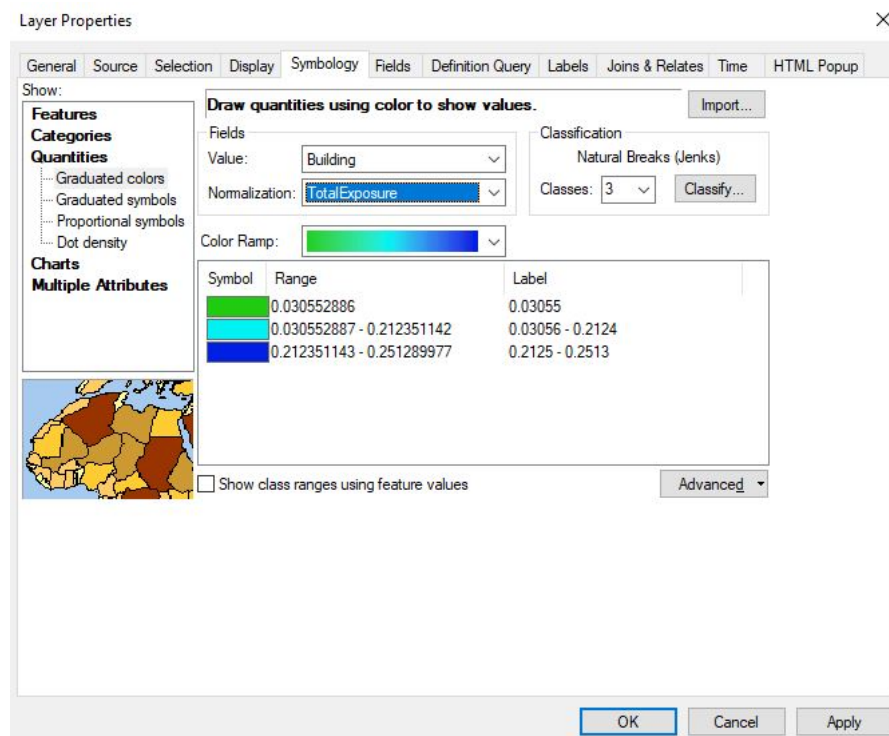 Layer Properties
General Source Selection Display Symbology Fields Definition Query Labels Joins & Relates Time HTML Popup
Show:
Features
Categories
Quantities
Graduated colors
Graduated symbols
Proportional symbols
Dot density
Charts
Multiple Attributes
Draw quantities using color to show values.
Import...
Fields
Value: Building
Normalization: TotalExposure
Classification
Natural Breaks (Jenks)
Classes: 3 Classify...
Color Ramp:
Symbol Range Label
0.030552886 0.03055
0.030552887 - 0.212351142 0.03056 - 0.2124
0.212351143 - 0.251289977 0.2125 - 0.2513
Show class ranges using feature values
Advanced
OK Cancel Apply